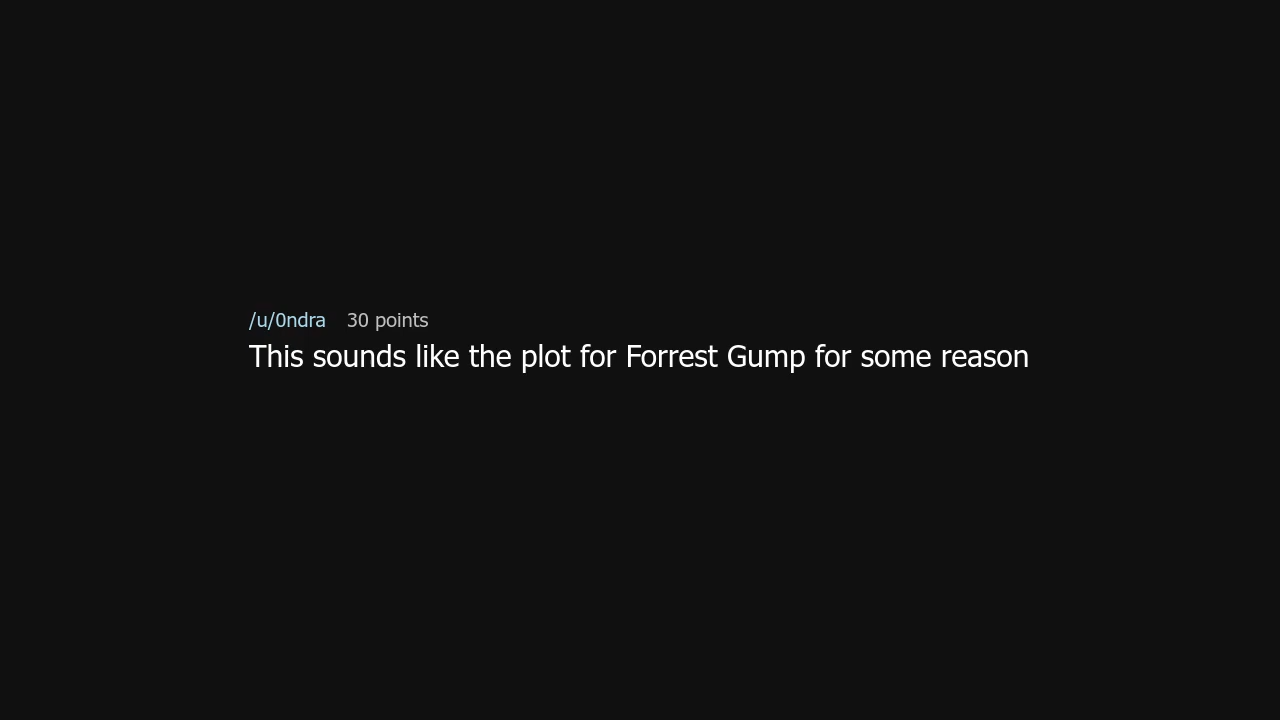 /u/0ndra 30 points
This sounds like the plot for Forrest Gump for some reason